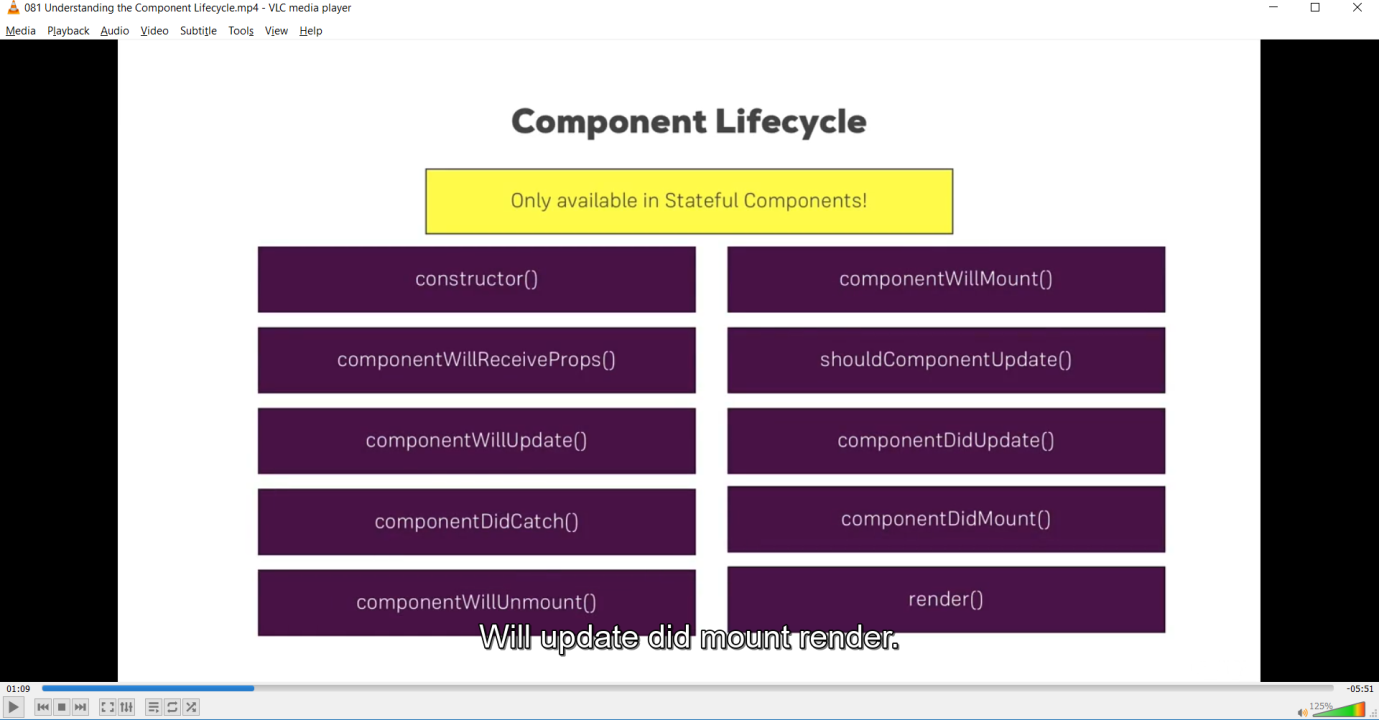 081 Understanding the Component Lifecycle.mp4 - VLC media player
Media Playback Audio Video Subtitle Tools View Help
Component Lifecycle
Only available in Stateful Components!
constructor() componentWillMount()
componentWillReceiveProps() shouldComponentUpdate()
componentWillUpdate() componentDidUpdate()
componentDidCatch() componentDidMount()
componentWillUnmount() render()
Will update did mount render.
01:09 -05:51
125%